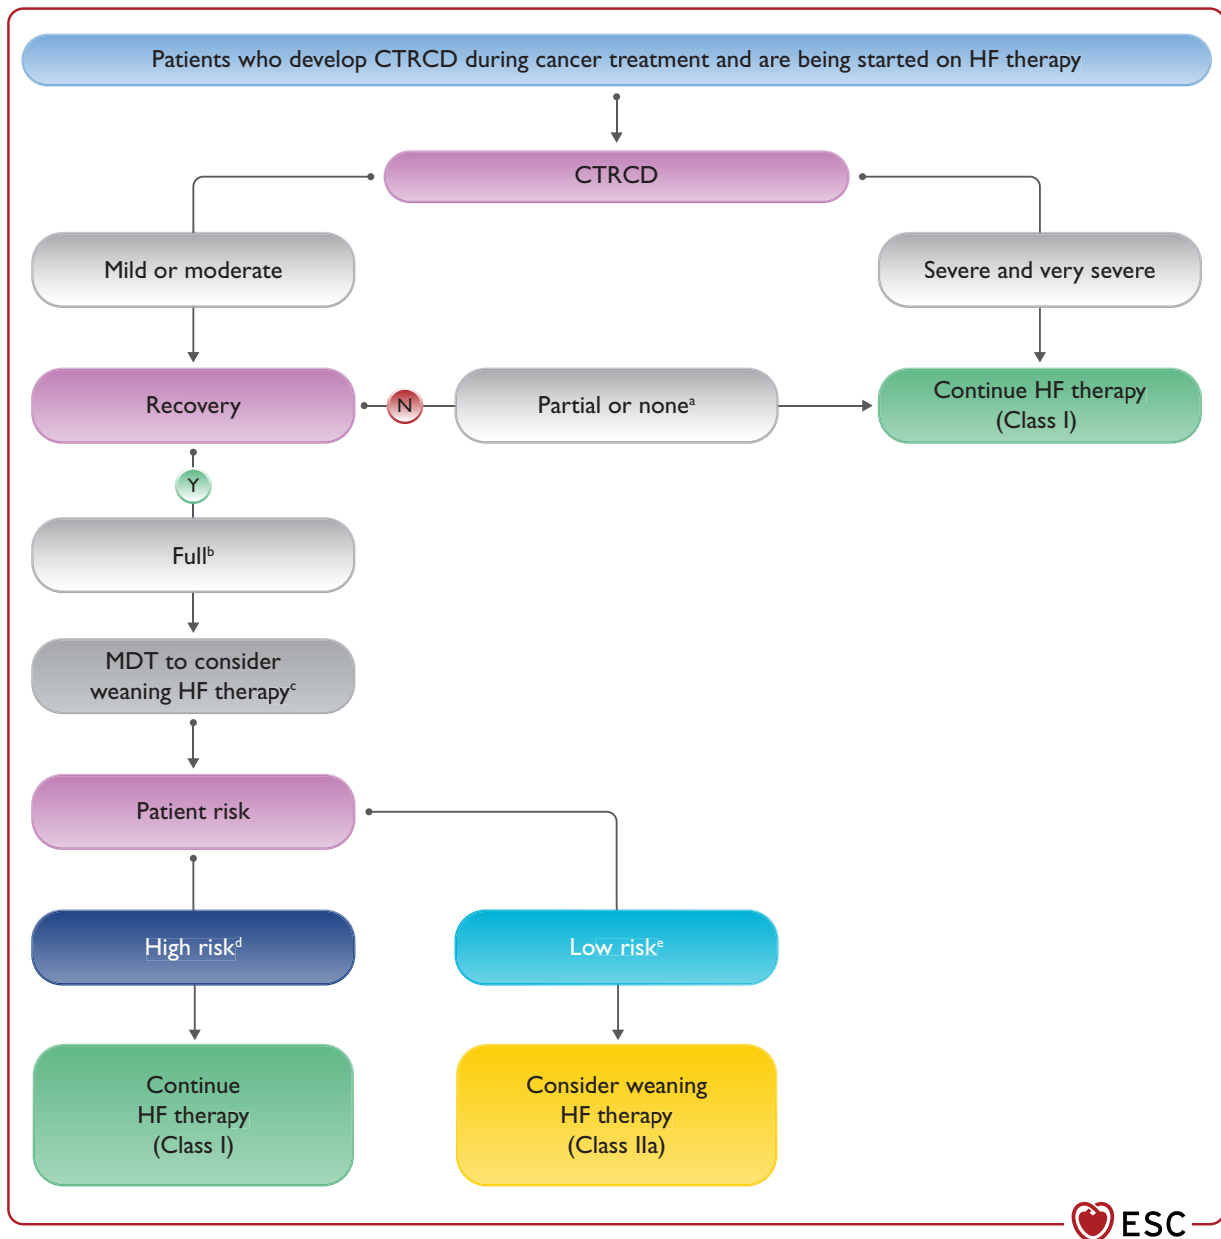 Patients who develop CTRCD during cancer treatment and are being started on HF therapy
CTRCD
Mild or moderate
Severe and very severe
Recovery
N
Partial or noneᵃ
Continue HF therapy
(Class I)
Y
Fullᵇ
MDT to consider
weaning HF therapyᶜ
Patient risk
High riskᵈ
Low riskᵉ
Continue
HF therapy
(Class I)
Consider weaning
HF therapy
(Class IIa)
ESC